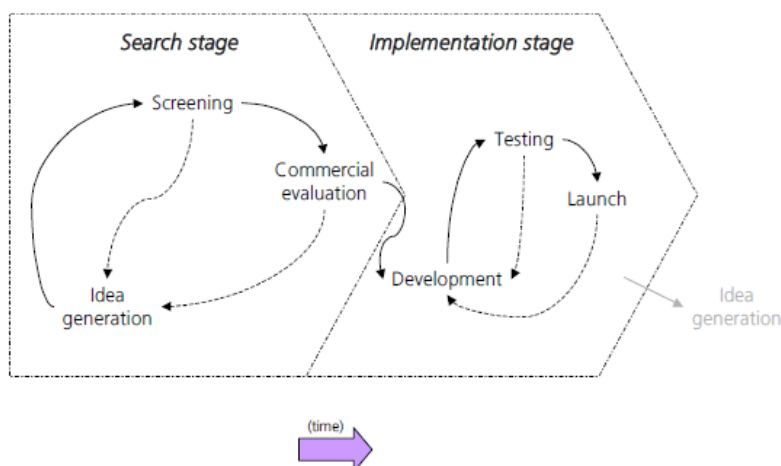 Search stage
Implementation stage
Screening
Testing
Commercial
evaluation
Launch
Development
Idea
generation
Idea
generation
(time)